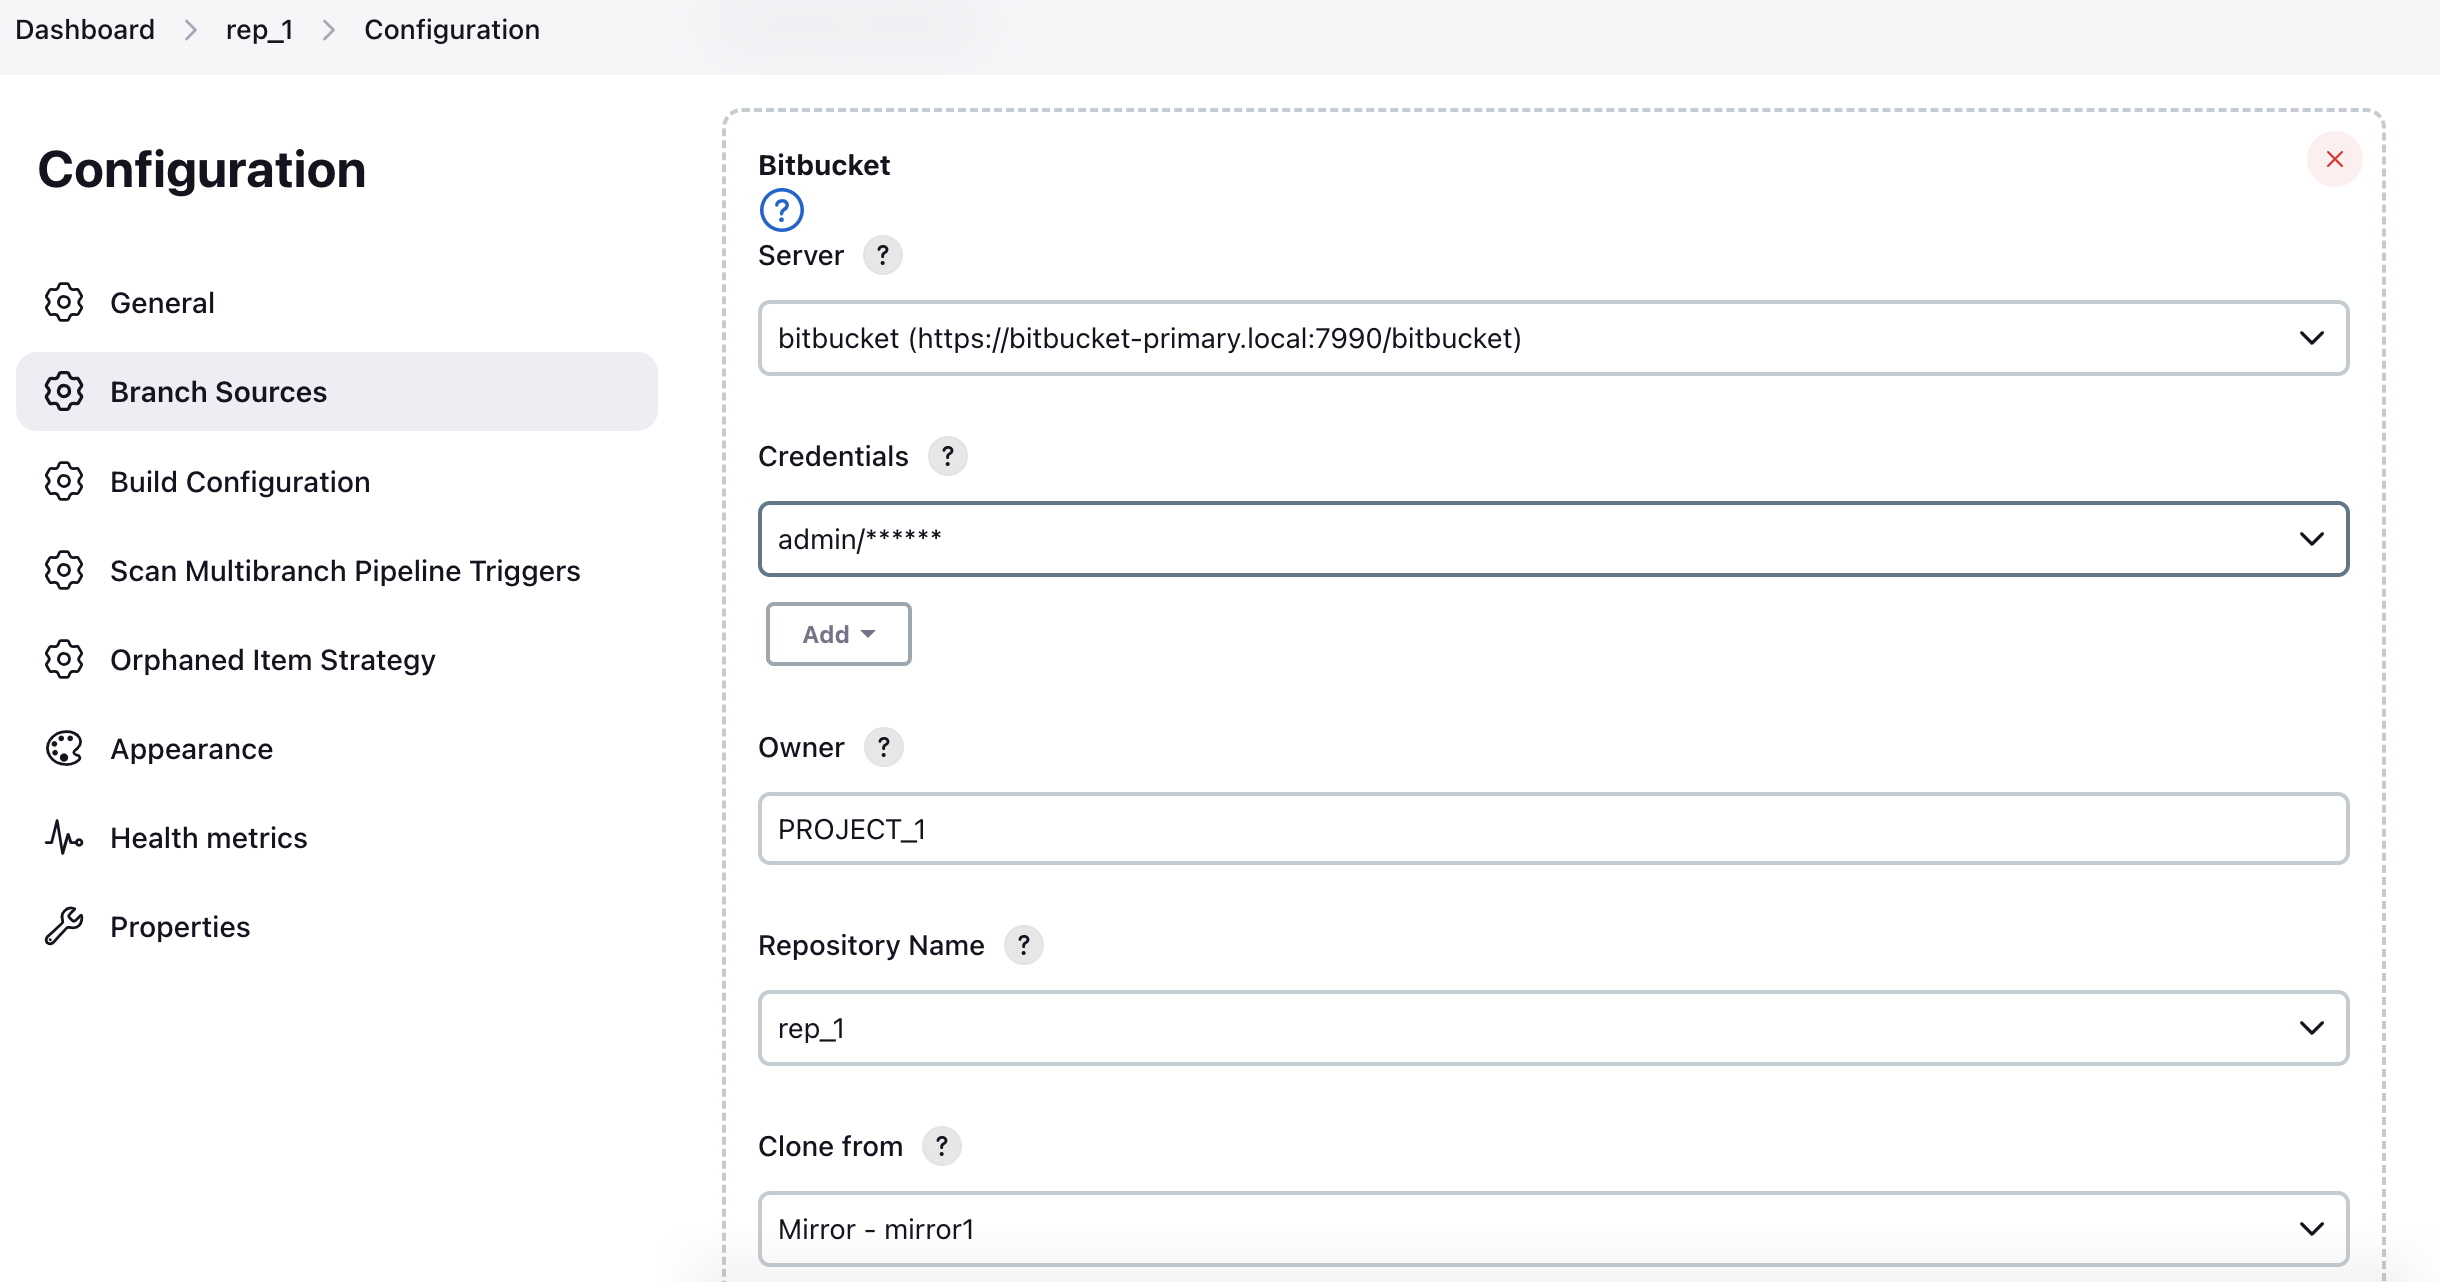 Dashboard > rep_1 > Configuration
Configuration
General
Branch Sources
Build Configuration
Scan Multibranch Pipeline Triggers
Orphaned Item Strategy
Appearance
Health metrics
Properties
Bitbucket
?
Server ?
bitbucket (https://bitbucket-primary.local:7990/bitbucket)
Credentials ?
admin/******
Add
Owner ?
PROJECT_1
Repository Name ?
rep_1
Clone from ?
Mirror - mirror1